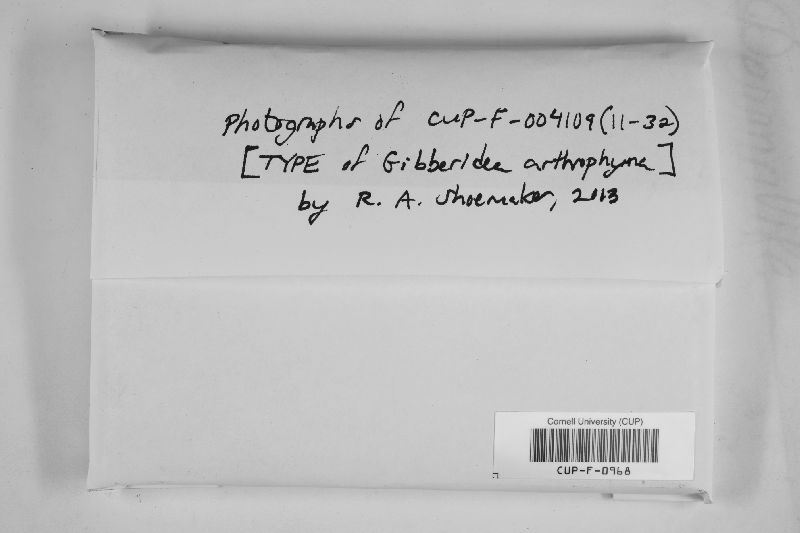 Photographs of CUP-F-004109(11-32)
[TYPE of Gibberidea arthrophyma]
by R. A. Shoemaker, 2013
Cornell University (CUP)
CUP-F-0968